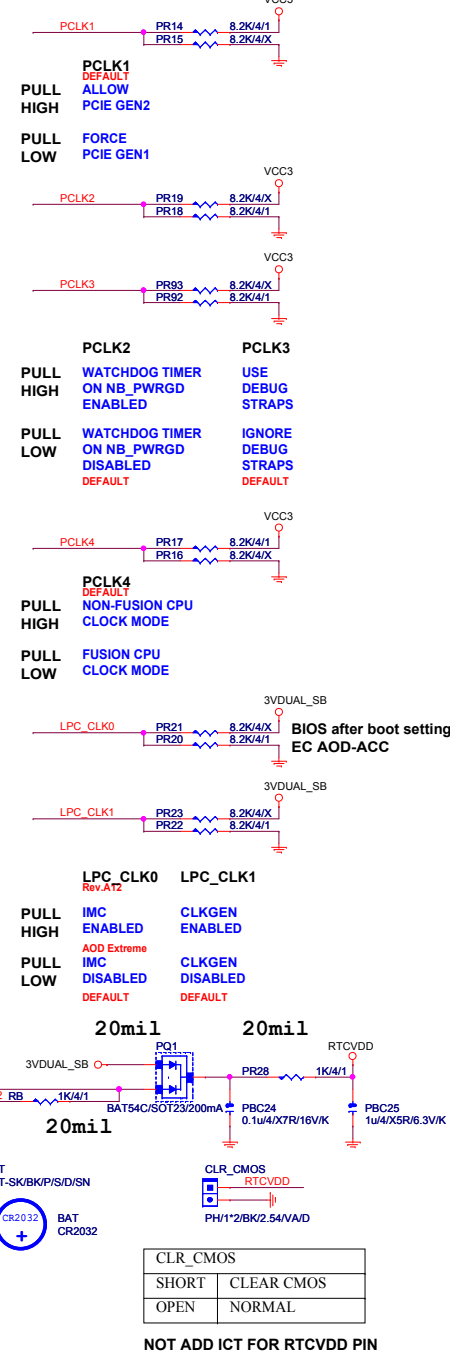 VCC3
PCLK1 PR14 8.2K/4/1
PR15 8.2K/4/X
PCLK1
DEFAULT
PULL HIGH ALLOW PCIE GEN2
PULL LOW FORCE PCIE GEN1
VCC3
PCLK2 PR19 8.2K/4/X
PR18 8.2K/4/1
VCC3
PCLK3 PR93 8.2K/4/X
PR92 8.2K/4/1
PCLK2 PCLK3
PULL WATCHDOG TIMER USE
HIGH ON NB_PWRGD DEBUG
ENABLED STRAPS
PULL WATCHDOG TIMER IGNORE
LOW ON NB_PWRGD DEBUG
DISABLED STRAPS
DEFAULT DEFAULT
VCC3
PCLK4 PR17 8.2K/4/1
PR16 8.2K/4/X
PCLK4
DEFAULT
PULL NON-FUSION CPU
HIGH CLOCK MODE
PULL FUSION CPU
LOW CLOCK MODE
3VDUAL_SB
LPC_CLK0 PR21 8.2K/4/X BIOS after boot setting
PR20 8.2K/4/1 EC AOD-ACC
3VDUAL_SB
LPC_CLK1 PR23 8.2K/4/X
PR22 8.2K/4/1
LPC_CLK0 LPC_CLK1
Rev.A12
PULL IMC CLKGEN
HIGH ENABLED ENABLED
AOD Extreme
PULL IMC CLKGEN
LOW DISABLED DISABLED
DEFAULT DEFAULT
20mil 20mil
PQ1 RTCVDD
3VDUAL_SB PR28 1K/4/1
RB 1K/4/1
BAT54C/SOT23/200mA PBC24 PBC25
0.1u/4/X7R/16V/K 1u/4/X5R/6.3V/K
20mil
T-SK/BK/P/S/D/SN
CLR_CMOS
RTCVDD
CR2032 BAT
CR2032
PH/1*2/BK/2.54/VA/D
CLR_CMOS
SHORT CLEAR CMOS
OPEN NORMAL
NOT ADD ICT FOR RTCVDD PIN